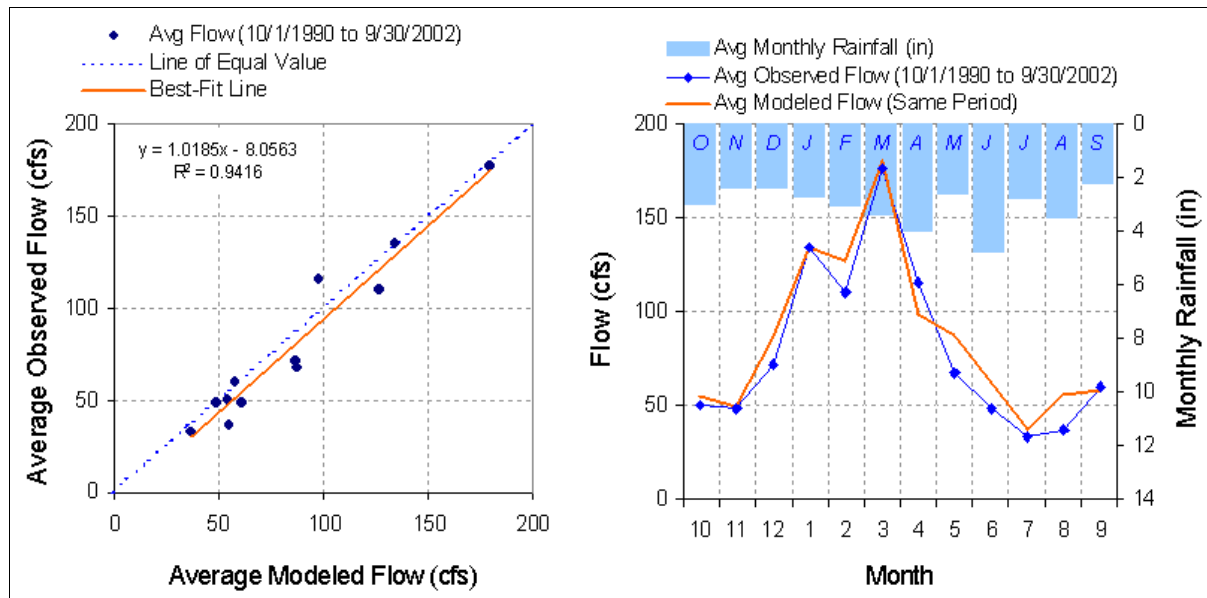 Avg Flow (10/1/1990 to 9/30/2002)
Line of Equal Value
Best-Fit Line
y = 1.0185x - 8.0563
R² = 0.9416
200
150
100
50
0
0 50 100 150 200
Average Observed Flow (cfs)
Average Modeled Flow (cfs)
Avg Monthly Rainfall (in)
Avg Observed Flow (10/1/1990 to 9/30/2002)
Avg Modeled Flow (Same Period)
O N D J F M A M J J A S
200
150
100
50
0
Flow (cfs)
0
2
4
6
8
10
12
14
Monthly Rainfall (in)
10 11 12 1 2 3 4 5 6 7 8 9
Month